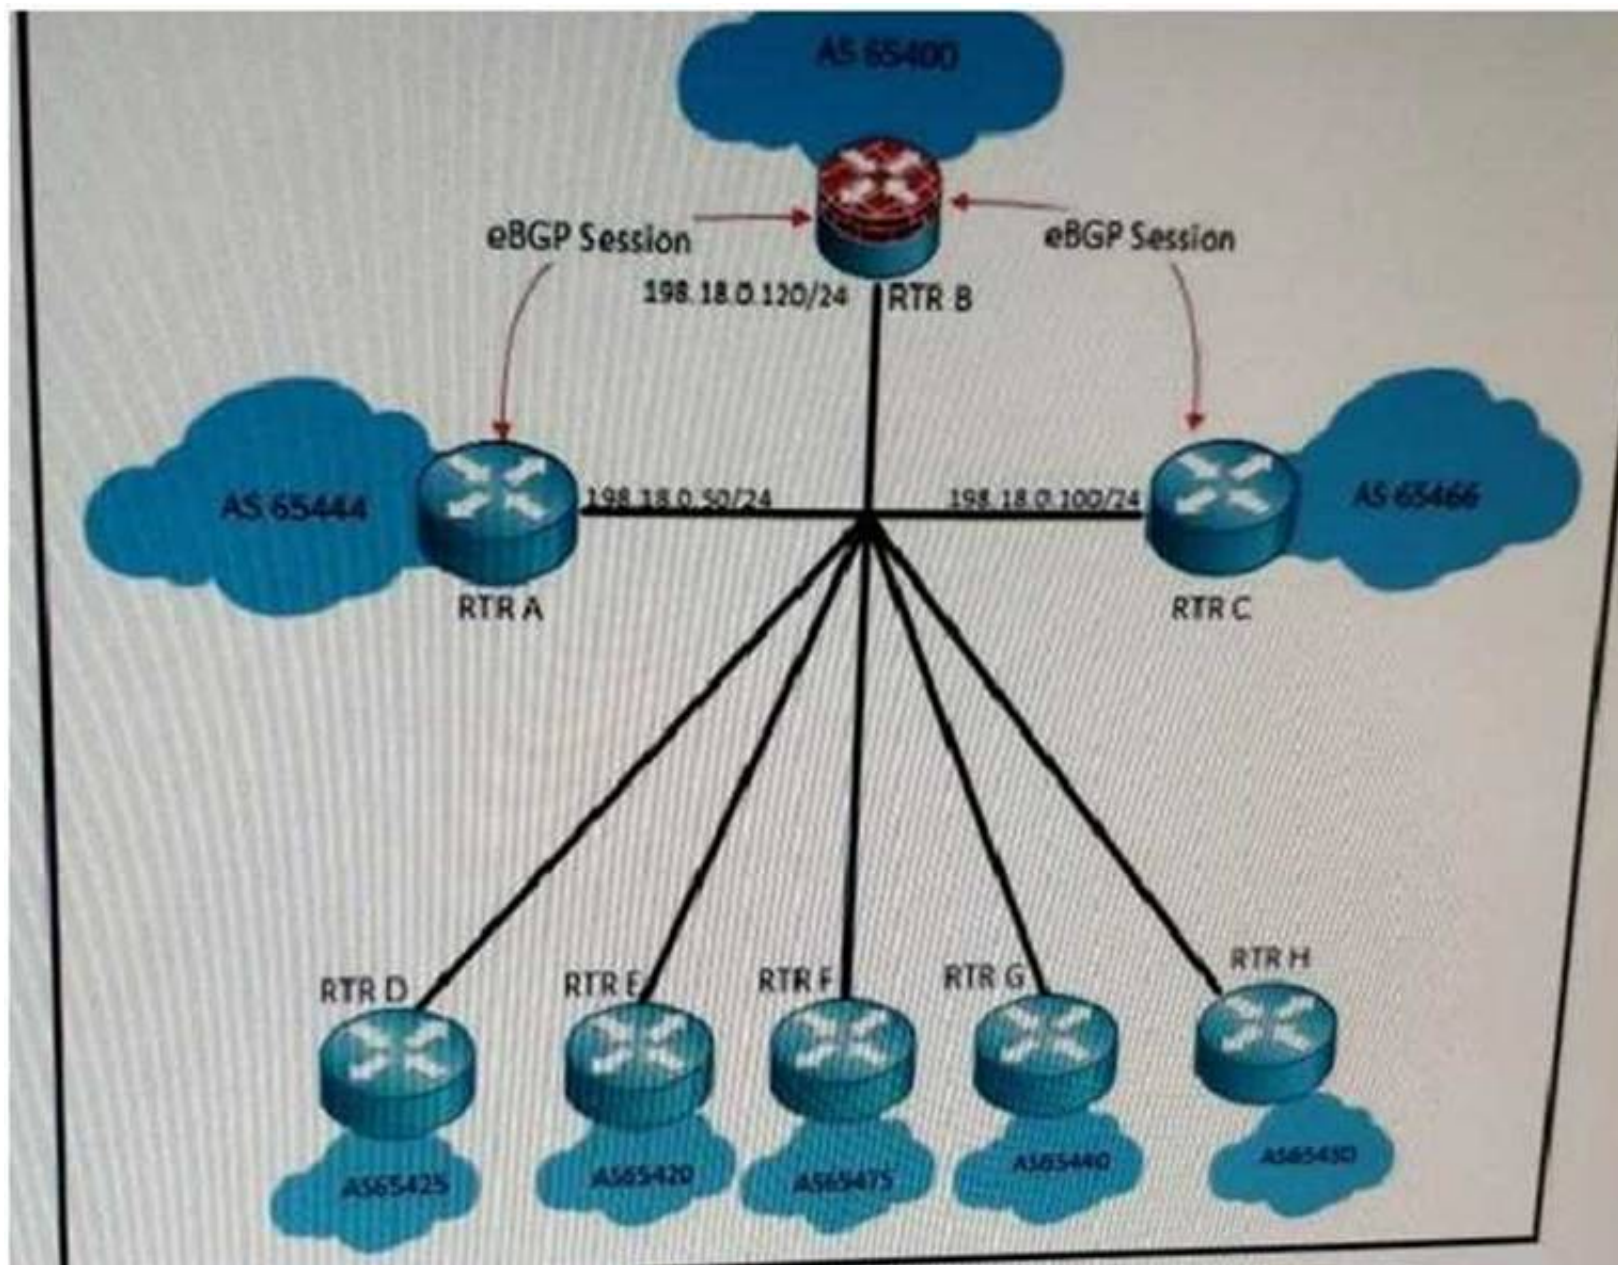 AS 65400
eBGP Session
eBGP Session
198.18.0.120/24
RTR B
AS 65444
198.18.0.50/24
198.18.0.100/24
AS 65466
RTR A
RTR C
RTR D
RTR E
RTR F
RTR G
RTR H
AS65425
AS65420
AS65475
AS65440